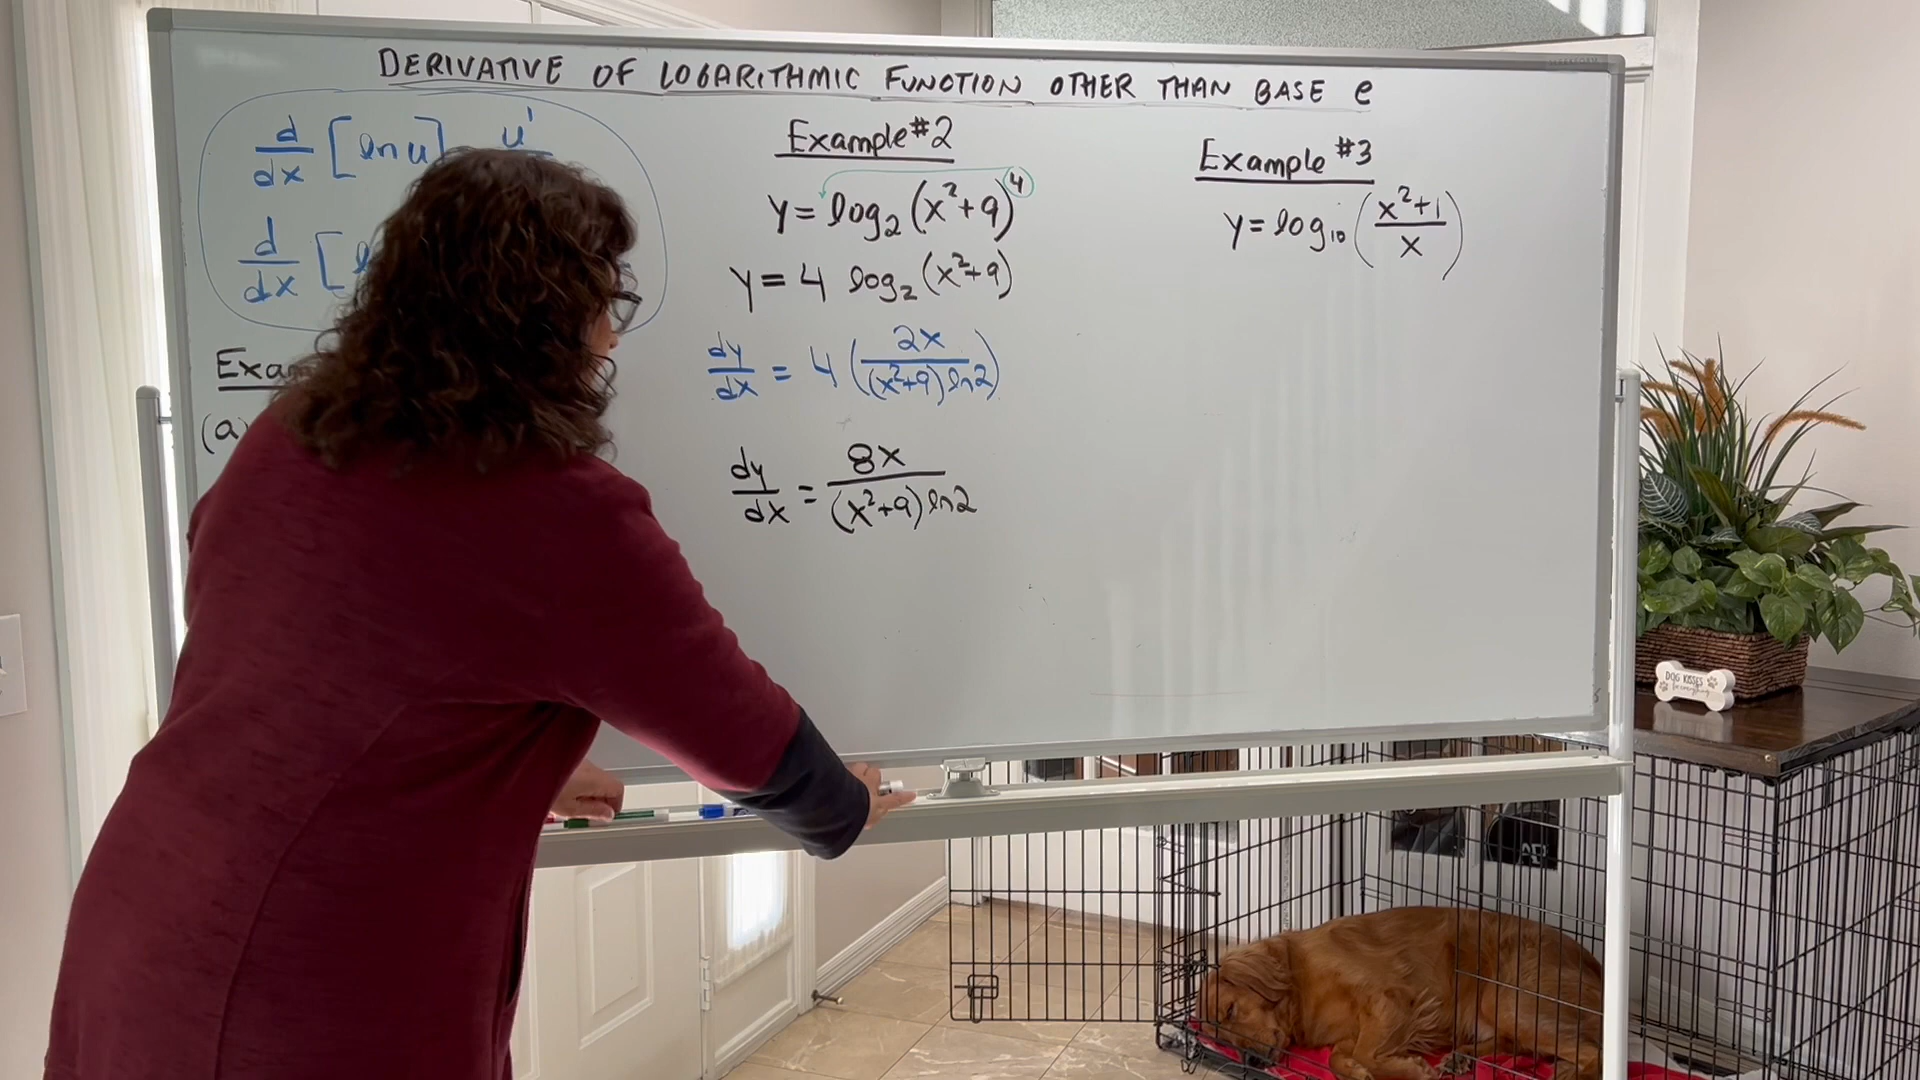 DERIVATIVE OF LOGARITHMIC FUNCTION OTHER THAN BASE e
d/dx [ln u] u'
d/dx [
(a)
Example #2
y = log₂ (x²+9)⁴
y = 4 log₂ (x²+9)
dy/dx = 4 (2x/((x²+9) ln2))
dy/dx = 8x/((x²+9) ln2)
Example #3
y = log₁₀ ((x²+1)/x)
DOG KISSES